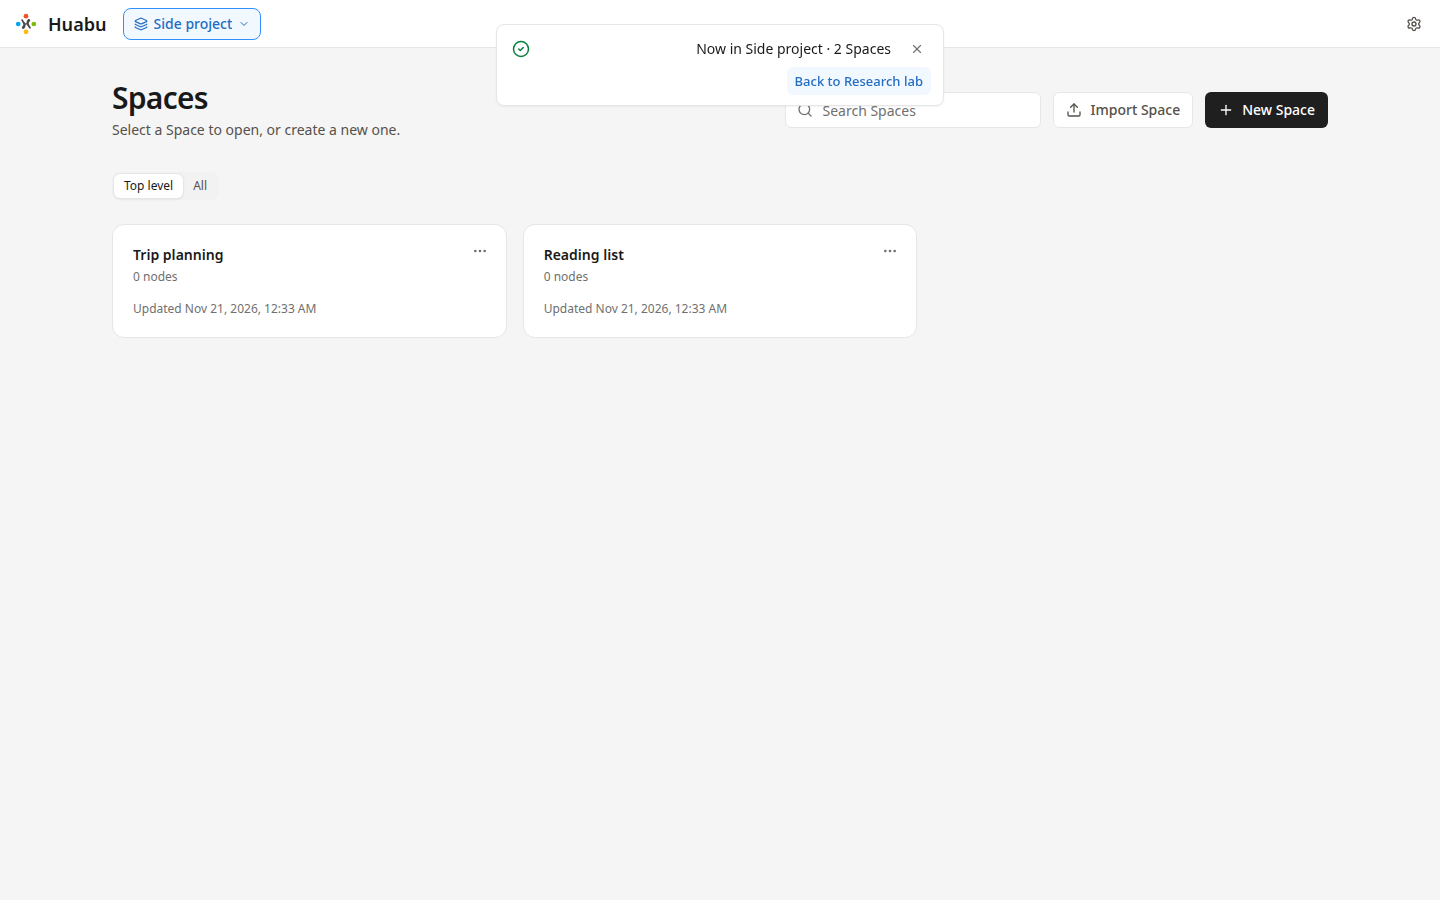 Huabu
Side project
Now in Side project · 2 Spaces
Back to Research lab
Spaces
Select a Space to open, or create a new one.
Search Spaces
Import Space
New Space
Top level
All
Trip planning
0 nodes
Updated Nov 21, 2026, 12:33 AM
Reading list
0 nodes
Updated Nov 21, 2026, 12:33 AM